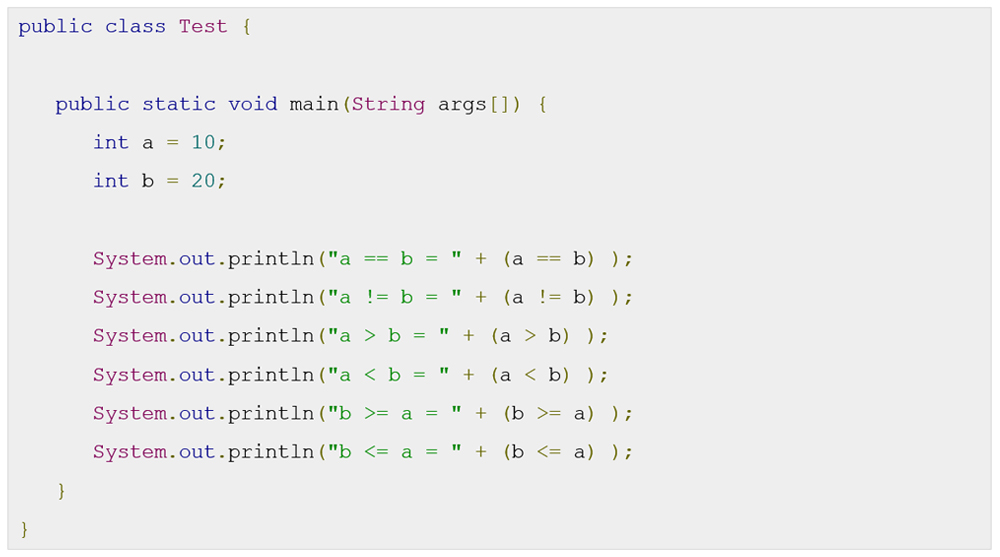 public class Test {
public static void main(String args[]) {
int a = 10;
int b = 20;
System.out.println("a == b = " + (a == b) );
System.out.println("a != b = " + (a != b) );
System.out.println("a > b = " + (a > b) );
System.out.println("a < b = " + (a < b) );
System.out.println("b >= a = " + (b >= a) );
System.out.println("b <= a = " + (b <= a) );
}
}